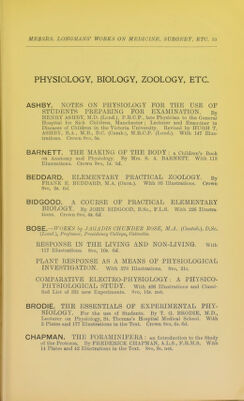 MESSRS. LONGMANS' WORKS ON MEDICINE, SURGERY, ETC.
PHYSIOLOGY, BIOLOGY, ZOOLOGY, ETC.
ASHBY. NOTES ON PHYSIOLOGY FOR THE USE OF
STUDENTS PREPARING FOR EXAMINATION. By
HENRY ASHBY, M.D. (Lond.), F.R.C.P., late Physician to the General
Hospital for Sick Children, Manchester; Lecturer and Examiner in
Diseases of Children in the Victoria University. Revised by HUGH T.
ASHBY, B.A., M.B., B.C. (Cantab.), M.R.C.P. (Lond.). With 147 Illus-
trations. Crown 8vo, 5s.
BARNETT. THE MAKING OF THE BODY: a Children's Book
on Anatomy and Physiology. By Mrs. S. A. BARNETT. With 113
Illustrations. Crown 8vo, 1s. 9d.
BEDDARD. ELEMENTARY PRACTICAL ZOOLOGY. By
FRANK E. BEDDARD, M.A. (Oxon.). With 93 Illustrations. Crown
8vo, 2s. 6d.
BIDGOOD. A COURSE OF PRACTICAL ELEMENTARY
BIOLOGY. By JOHN BIDGOOD, B.Sc., F.L.S. With 226 Illustra-
tions. Crown 8vo, 4s. 6d.
BOSE.—WORKS by JAGADIS CHUNDER BOSE, M.A. (Cantab.), D.Sc.
(Lond.), Professor, Presidency College, Calcutta.
RESPONSE IN THE LIVING AND NON-LIVING. With
117 Illustrations. 8vo, 10s. 6d.
PLANT RESPONSE AS A MEANS OF PHYSIOLOGICAL
INVESTIGATION. With 278 Illustrations. 8vo, 21s.
COMPARATIVE ELECTRO-PHYSIOLOGY: A PHYSICO-
PHYSIOLOGICAL STUDY. With 406 Illustrations and Classi-
fied List of 321 new Experiments. 8vo, 15s. net.
BRODIE. THE ESSENTIALS OF EXPERIMENTAL PHY-
SIOLOGY. For the use of Students. By T. G. BRODIE, M.D.,
Lecturer on Physiology, St. Thomas's Hospital Medical School. With
2 Plates and 177 Illustrations in the Text. Crown 8vo, 6s. 6d.
CHAPMAN. THE FORAMINIFERA: an Introduction to the Study
of the Protozoa. By FREDERICK CHAPMAN, A.L.S., F.R.M.S. With
14 Plates and 42 Illustrations in the Text. 8vo, 9s. net.